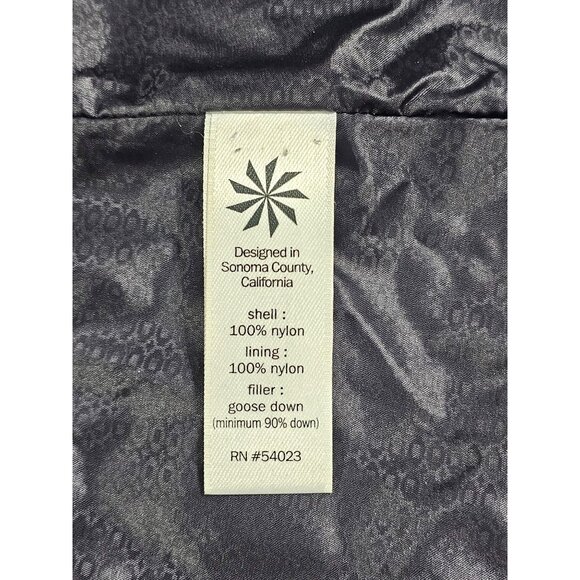 Designed in
Sonoma County,
California
shell :
100% nylon
lining :
100% nylon
filler :
goose down
(minimum 90% down)
RN #54023